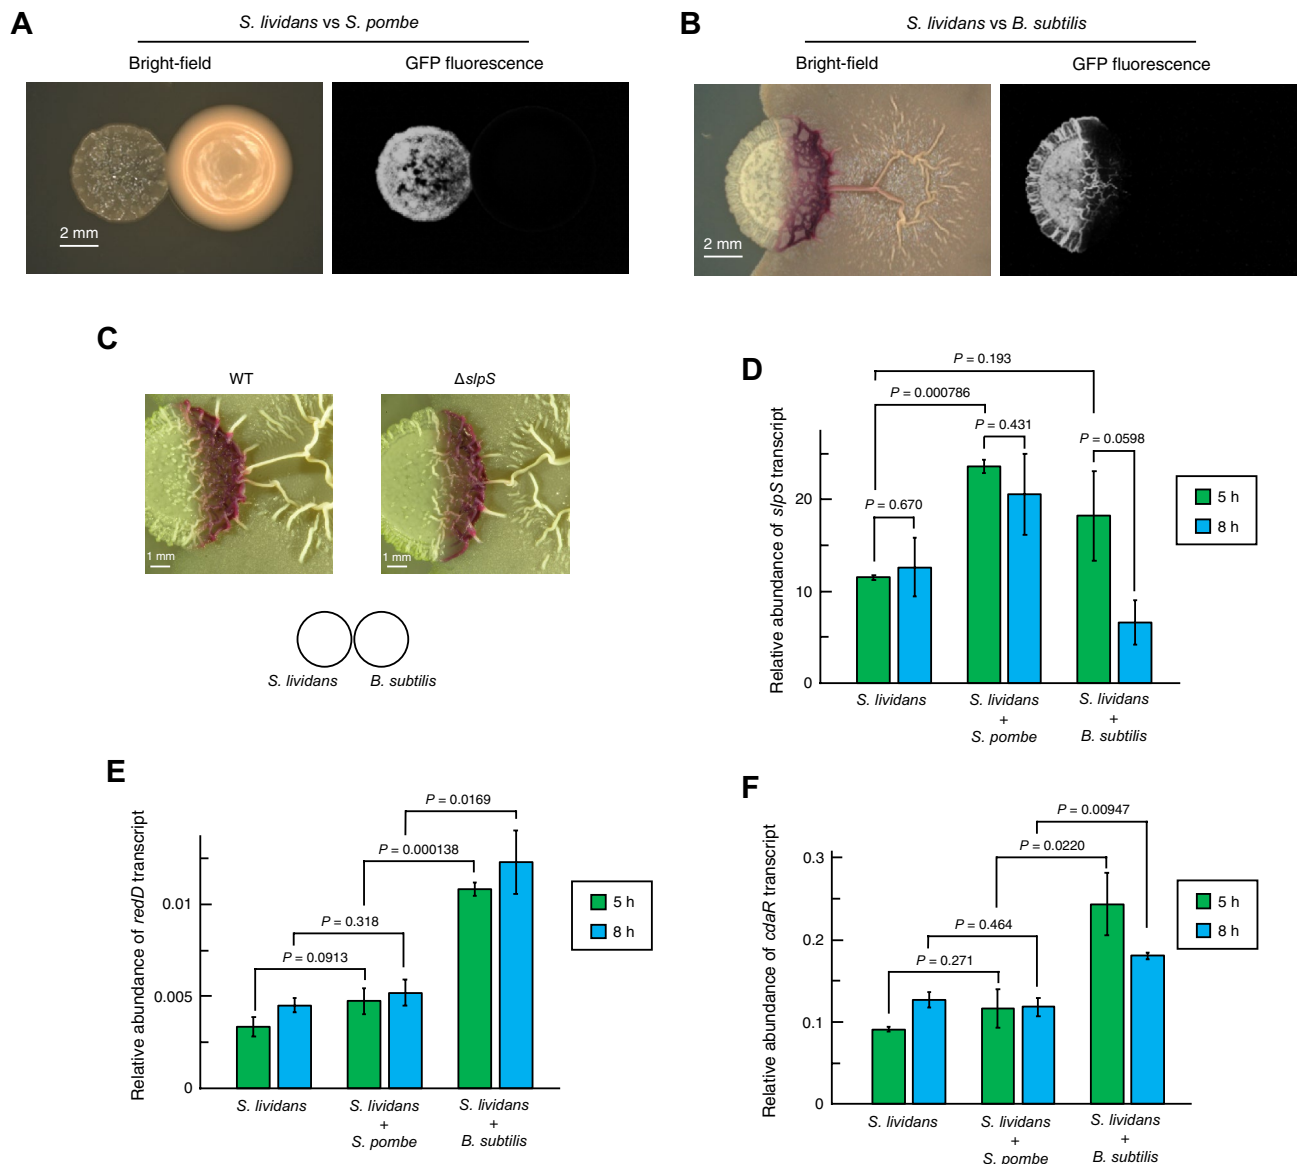 A
S. lividans vs S. pombe
Bright-field
GFP fluorescence
2 mm
B
S. lividans vs B. subtilis
Bright-field
GFP fluorescence
2 mm
C
WT
ΔslpS
1 mm
1 mm
S. lividans
B. subtilis
D
Relative abundance of slpS transcript
P = 0.193
P = 0.000786
P = 0.431
P = 0.0598
P = 0.670
20
10
0
5 h
8 h
S. lividans
S. lividans
+
S. pombe
S. lividans
+
B. subtilis
E
Relative abundance of redD transcript
P = 0.0169
P = 0.000138
P = 0.318
P = 0.0913
0.01
0.005
0
5 h
8 h
S. lividans
S. lividans
+
S. pombe
S. lividans
+
B. subtilis
F
Relative abundance of cdaR transcript
P = 0.00947
P = 0.0220
P = 0.464
P = 0.271
0.3
0.2
0.1
0
5 h
8 h
S. lividans
S. lividans
+
S. pombe
S. lividans
+
B. subtilis